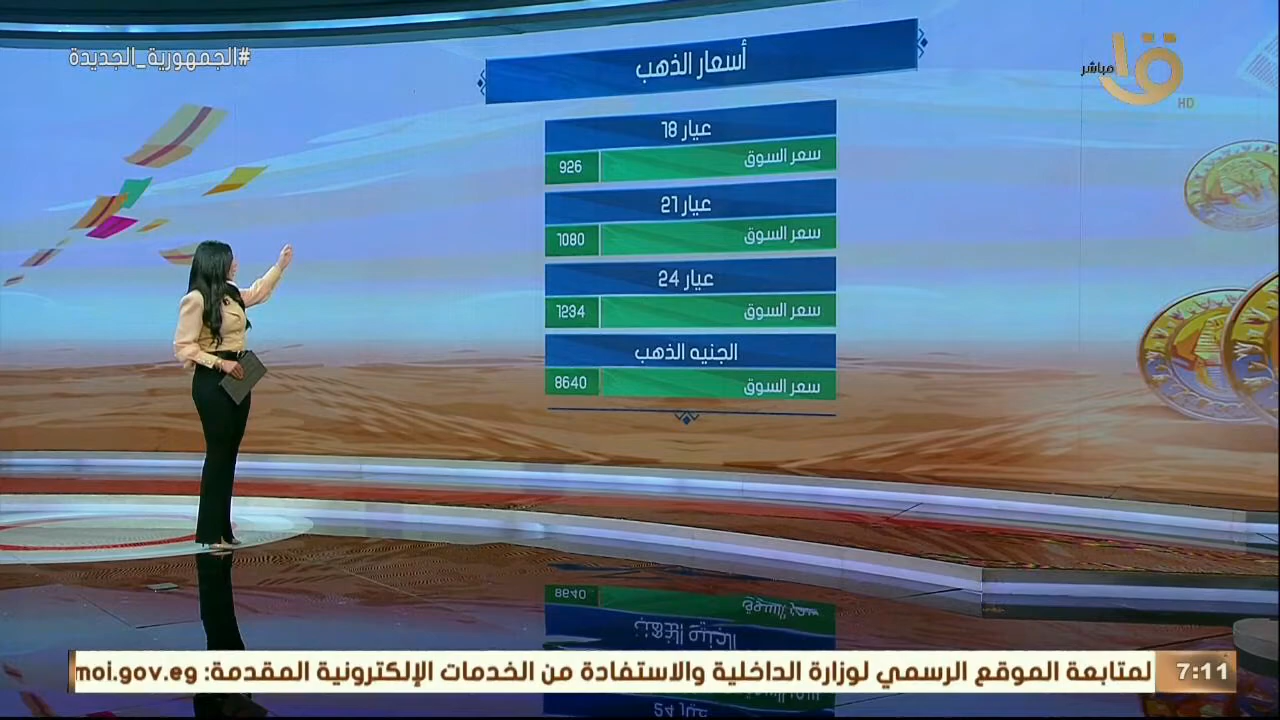 #الجمهورية_الجديدة
مباشر
HD
أسعار الذهب
عيار 18
سعر السوق 926
عيار 21
سعر السوق 1080
عيار 24
سعر السوق 1234
الجنيه الذهب
سعر السوق 8640
7:11
لمتابعة الموقع الرسمي لوزارة الداخلية والاستفادة من الخدمات الإلكترونية المقدمة: moi.gov.eg